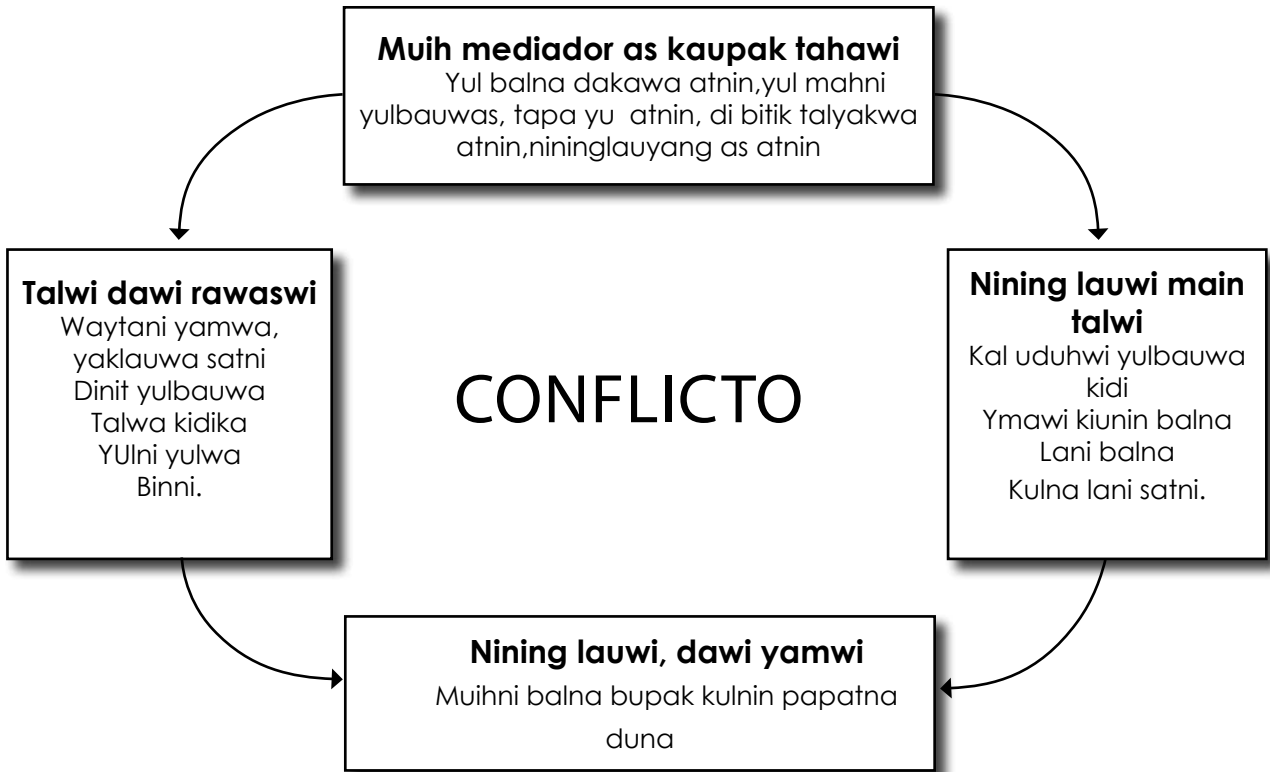 Muih mediador as kaupak tahawi
Yul balna dakawa atnin,yul mahni
yulbauwas, tapa yu atnin, di bitik talyakwa
atnin,nininglauyang as atnin
Talwi dawi rawaswi
Waytani yamwa,
yaklauwa satni
Dinit yulbauwa
Talwa kidika
YUlni yulwa
Binni.
CONFLICTO
Nining lauwi main
talwi
Kal uduhwi yulbauwa
kidi
Ymawi kiunin balna
Lani balna
Kulna lani satni.
Nining lauwi, dawi yamwi
Muihni balna bupak kulnin papatna
duna